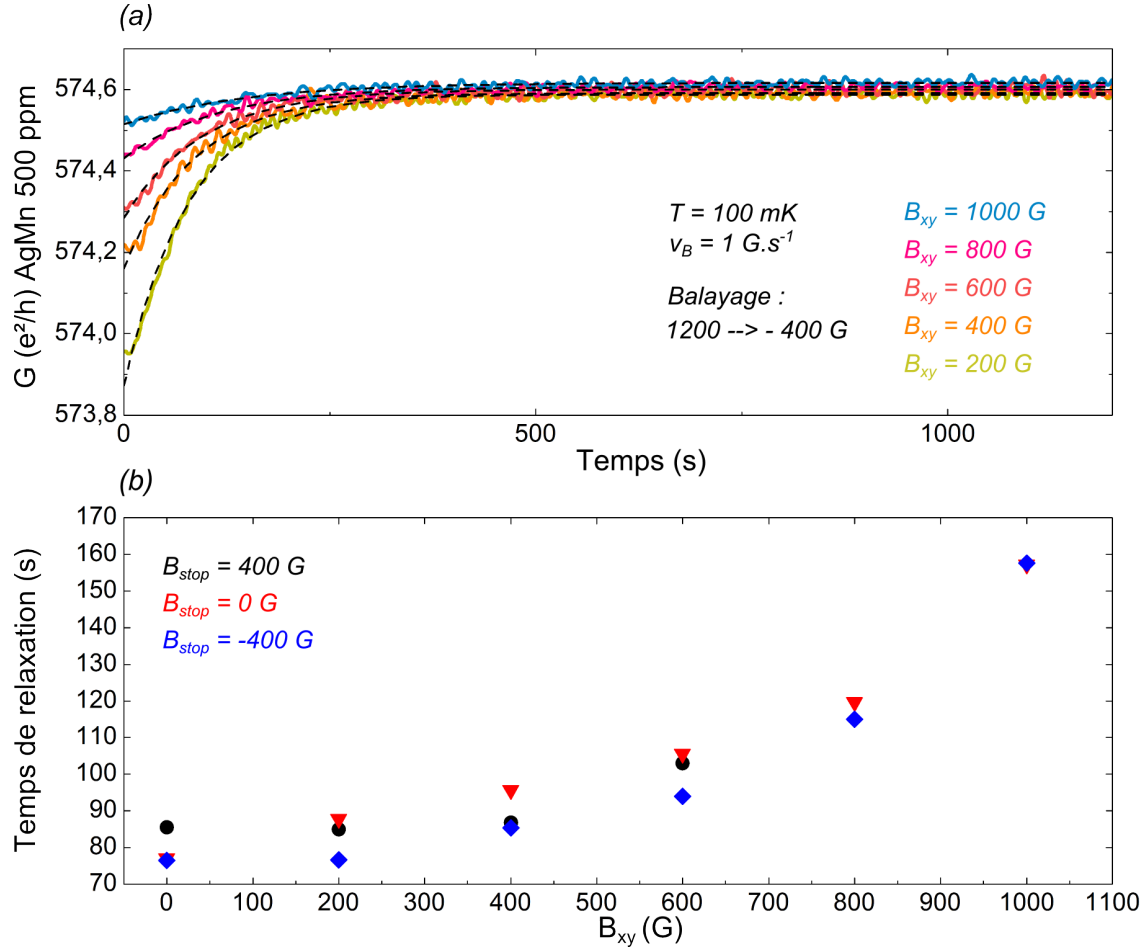 (a)
G (e²/h) AgMn 500 ppm
574,6
574,4
574,2
574,0
573,8
0
500
1000
Temps (s)
T = 100 mK
v_B = 1 G.s⁻¹
Balayage :
1200 --> - 400 G
B_xy = 1000 G
B_xy = 800 G
B_xy = 600 G
B_xy = 400 G
B_xy = 200 G
(b)
Temps de relaxation (s)
170
160
150
140
130
120
110
100
90
80
70
B_stop = 400 G
B_stop = 0 G
B_stop = -400 G
0 100 200 300 400 500 600 700 800 900 1000 1100
B_xy (G)